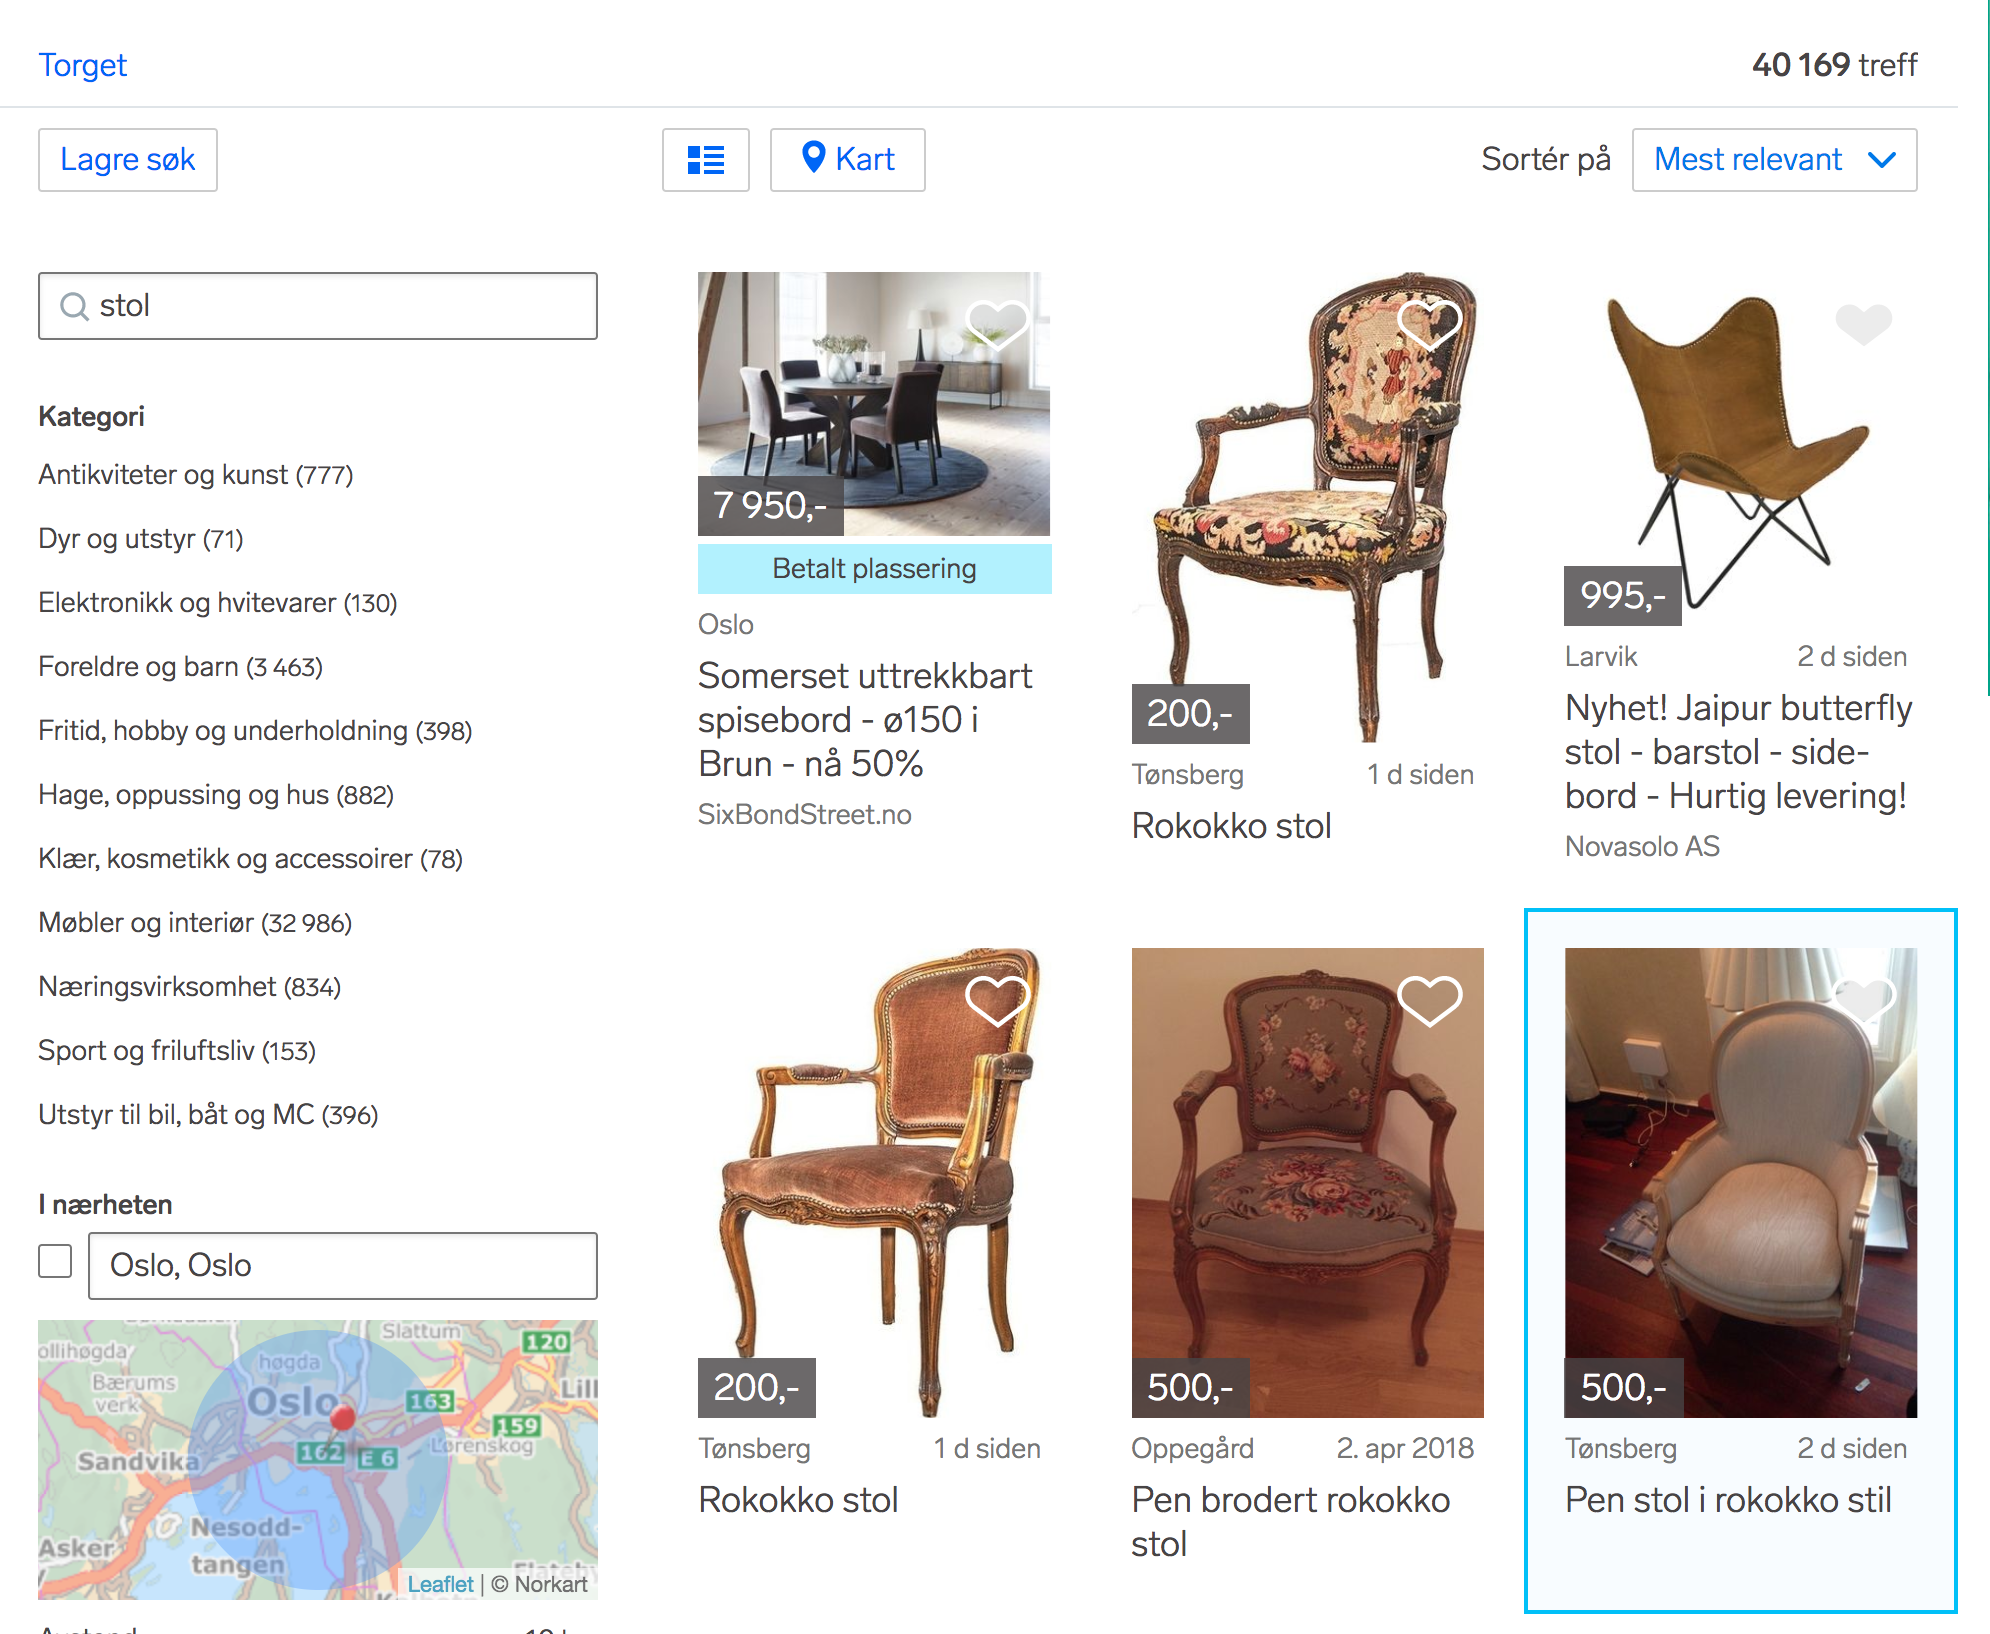 Torget
40 169 treff
Lagre søk
Kart
Sortér på
Mest relevant
stol
Kategori
Antikviteter og kunst (777)
Dyr og utstyr (71)
Elektronikk og hvitevarer (130)
Foreldre og barn (3 463)
Fritid, hobby og underholdning (398)
Hage, oppussing og hus (882)
Klær, kosmetikk og accessoirer (78)
Møbler og interiør (32 986)
Næringsvirksomhet (834)
Sport og friluftsliv (153)
Utstyr til bil, båt og MC (396)
I nærheten
Oslo, Oslo
Slattum
120
ollihøgda
høgda
Bærums
verk
Oslo
163
Lill
159
162
E 6
Lørenskog
Sandvika
Nesodd-
tangen
Asker
Leaflet | © Norkart
7 950,-
Betalt plassering
Oslo
Somerset uttrekkbart
spisebord - ø150 i
Brun - nå 50%
SixBondStreet.no
200,-
Tønsberg 1 d siden
Rokokko stol
995,-
Larvik 2 d siden
Nyhet! Jaipur butterfly
stol - barstol - side-
bord - Hurtig levering!
Novasolo AS
200,-
Tønsberg 1 d siden
Rokokko stol
500,-
Oppegård 2. apr 2018
Pen brodert rokokko
stol
500,-
Tønsberg 2 d siden
Pen stol i rokokko stil